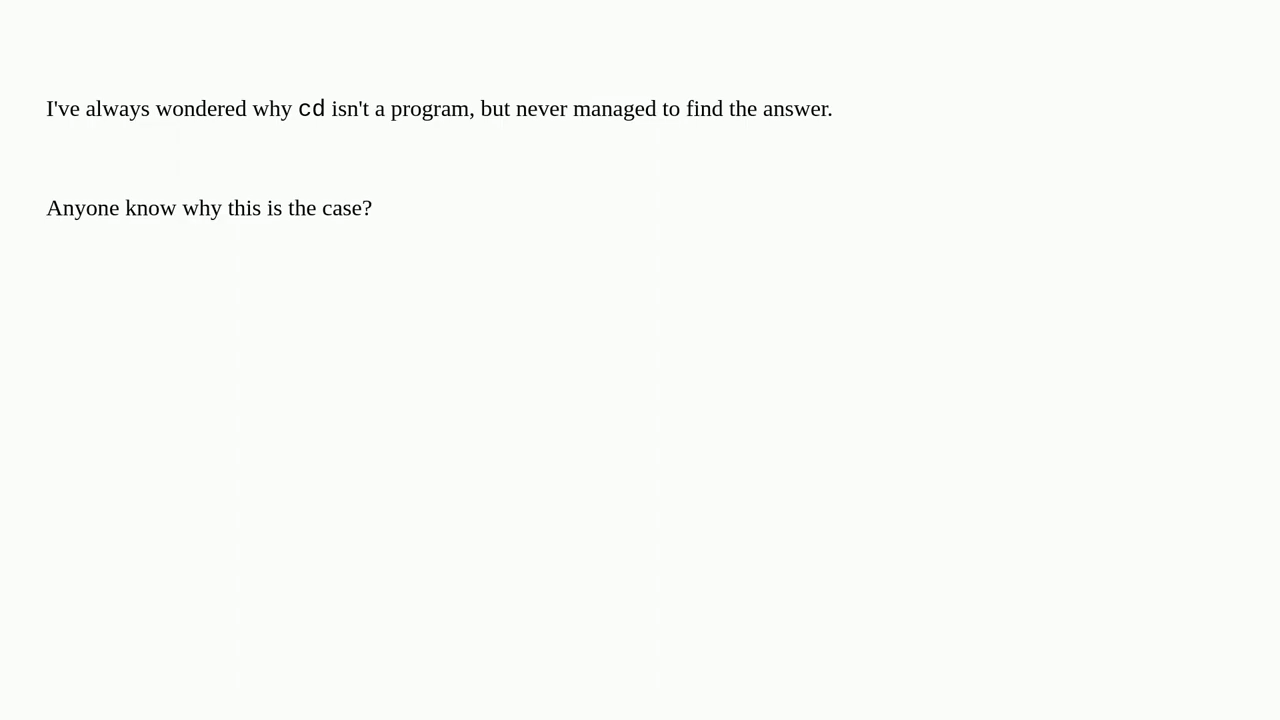 I've always wondered why cd isn't a program, but never managed to find the answer.
Anyone know why this is the case?